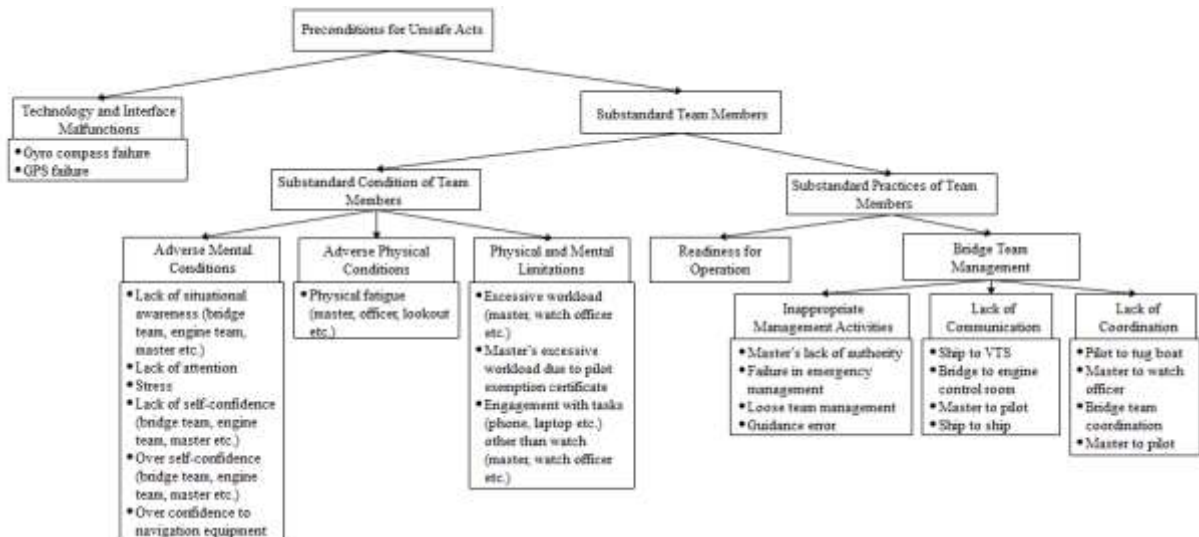 Preconditions for Unsafe Acts
Technology and Interface
Malfunctions
● Gyro compass failure
● GPS failure
Substandard Team Members
Substandard Condition of Team
Members
Substandard Practices of Team
Members
Adverse Mental
Conditions
● Lack of situational
awareness (bridge
team, engine team,
master etc.)
● Lack of attention
● Stress
● Lack of self-confidence
(bridge team, engine
team, master etc.)
● Over self-confidence
(bridge team, engine
team, master etc.)
● Over confidence to
navigation equipment
Adverse Physical
Conditions
● Physical fatigue
(master, officer, lookout
etc.)
Physical and Mental
Limitations
● Excessive workload
(master, watch officer
etc.)
● Master's excessive
workload due to pilot
exemption certificate
● Engagement with tasks
(phone, laptop etc.)
other than watch
(master, watch officer
etc.)
Readiness for
Operation
Bridge Team
Management
Inappropriate
Management Activities
● Master's lack of authority
● Failure in emergency
management
● Loose team management
● Guidance error
Lack of
Communication
● Ship to VTS
● Bridge to engine
control room
● Master to pilot
● Ship to ship
Lack of
Coordination
● Pilot to tug boat
● Master to watch
officer
● Bridge team
coordination
● Master to pilot